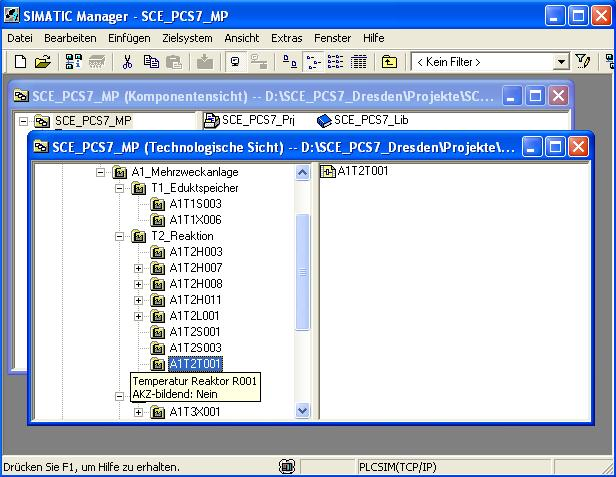 SIMATIC Manager - SCE_PCS7_MP
Datei Bearbeiten Einfügen Zielsystem Ansicht Extras Fenster Hilfe
< Kein Filter >
SCE_PCS7_MP (Komponentensicht) -- D:\SCE_PCS7_Dresden\Projekte\SC...
SCE_PCS7_MP SCE_PCS7_Prj SCE_PCS7_Lib
SCE_PCS7_MP (Technologische Sicht) -- D:\SCE_PCS7_Dresden\Projekte\...
A1_Mehrzweckanlage A1T2T001
T1_Eduktspeicher
A1T1S003
A1T1X006
T2_Reaktion
A1T2H003
A1T2H007
A1T2H008
A1T2H011
A1T2L001
A1T2S001
A1T2S003
A1T2T001
Temperatur Reaktor R001
AKZ-bildend: Nein
A1T3X001
Drücken Sie F1, um Hilfe zu erhalten. PLCSIM(TCP/IP)